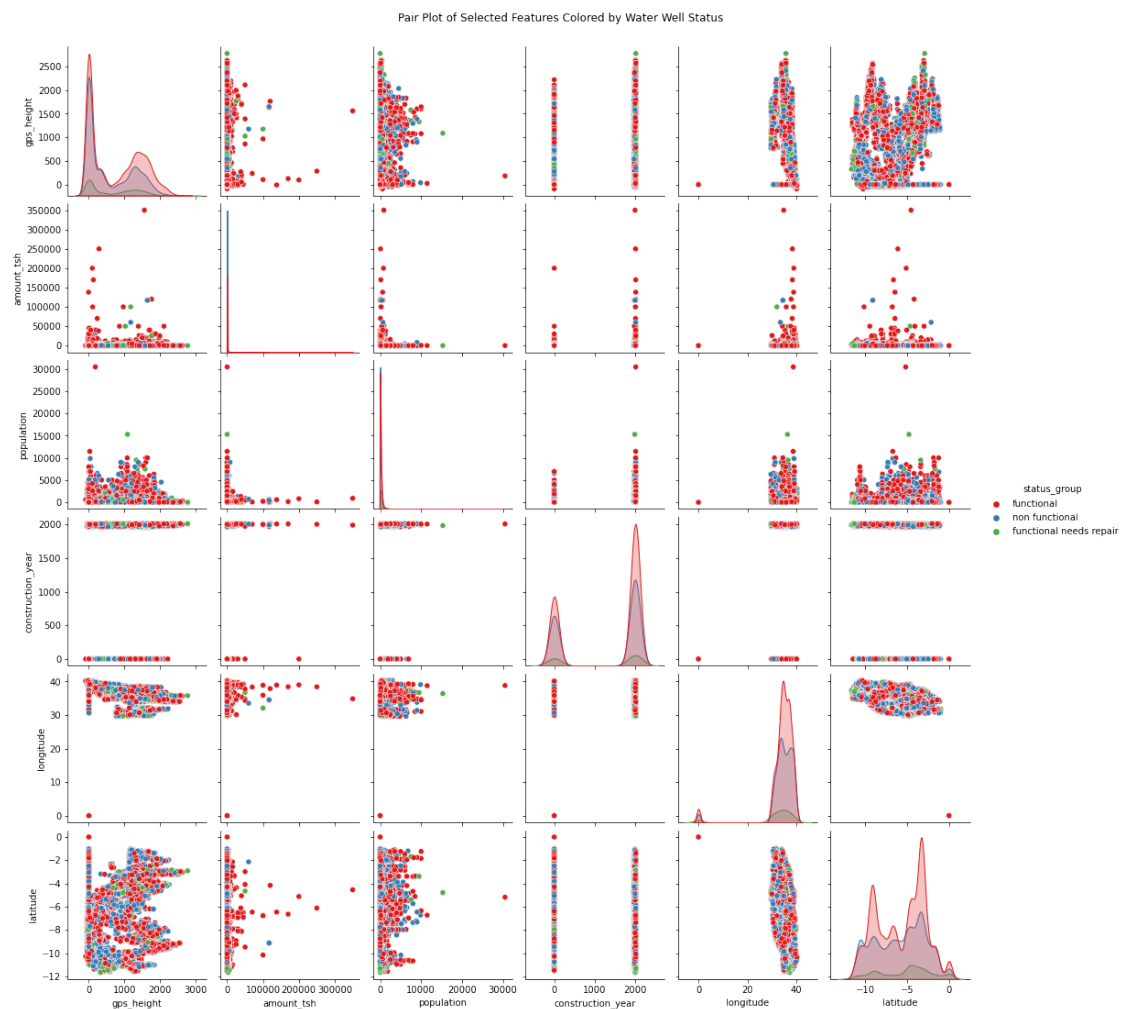 Pair Plot of Selected Features Colored by Water Well Status
gps_height
2500
2000
1500
1000
500
0
amount_tsh
350000
300000
250000
200000
150000
100000
50000
0
population
30000
25000
20000
15000
10000
5000
0
status_group
functional
non functional
functional needs repair
construction_year
2000
1500
1000
500
0
longitude
40
30
20
10
0
latitude
0
−2
−4
−6
−8
−10
−12
0 1000 2000 3000
0 100000 200000 300000
0 10000 20000 30000
0 1000 2000
0 20 40
−10 −5 0
gps_height amount_tsh population construction_year longitude latitude